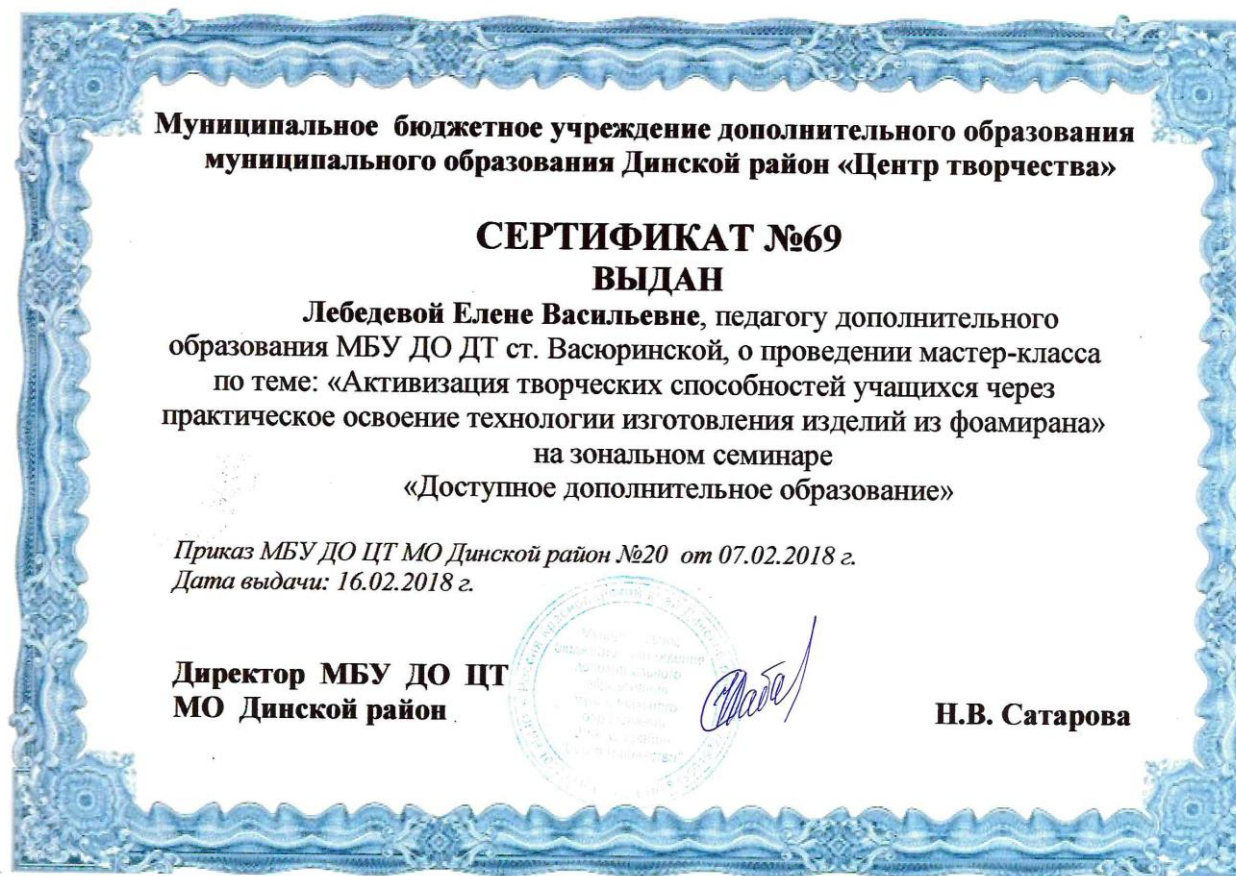 Муниципальное бюджетное учреждение дополнительного образования
муниципального образования Динской район «Центр творчества»
СЕРТИФИКАТ №69
ВЫДАН
Лебедевой Елене Васильевне, педагогу дополнительного
образования МБУ ДО ДТ ст. Васюринской, о проведении мастер-класса
по теме: «Активизация творческих способностей учащихся через
практическое освоение технологии изготовления изделий из фоамирана»
на зональном семинаре
«Доступное дополнительное образование»
Приказ МБУ ДО ЦТ МО Динской район №20 от 07.02.2018 г.
Дата выдачи: 16.02.2018 г.
Директор МБУ ДО ЦТ
МО Динской район
Н.В. Сатарова